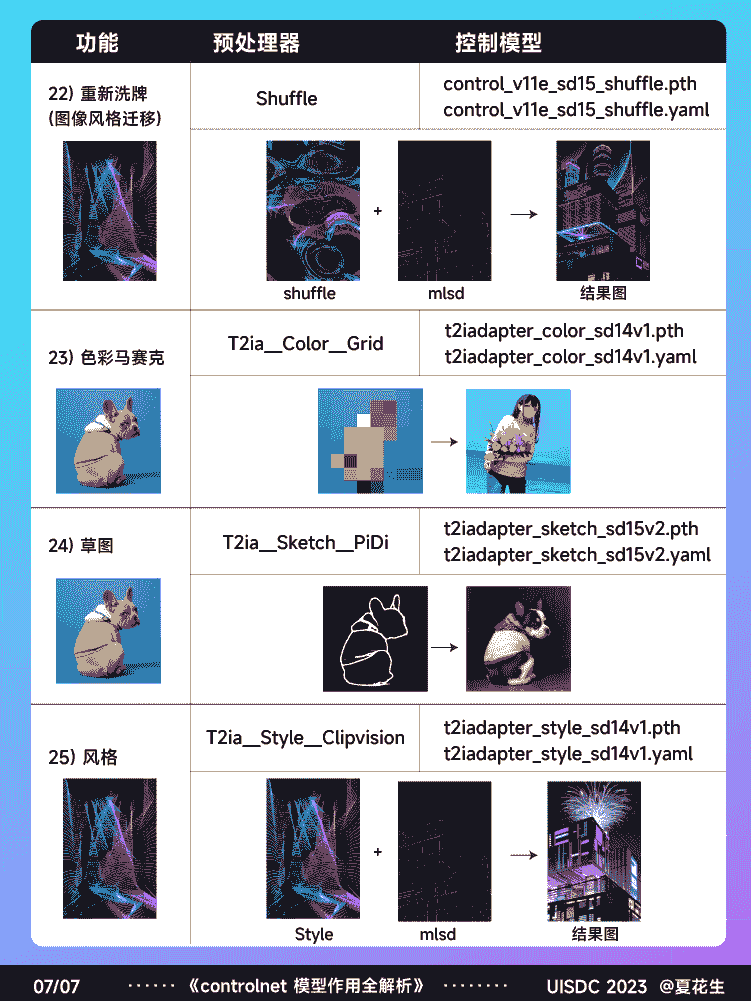 功能 预处理器 控制模型
22) 重新洗牌
(图像风格迁移)
Shuffle
control_v11e_sd15_shuffle.pth
control_v11e_sd15_shuffle.yaml
+
shuffle mlsd 结果图
23) 色彩马赛克
T2ia__Color__Grid
t2iadapter_color_sd14v1.pth
t2iadapter_color_sd14v1.yaml
24) 草图
T2ia__Sketch__PiDi
t2iadapter_sketch_sd15v2.pth
t2iadapter_sketch_sd15v2.yaml
25) 风格
T2ia__Style__Clipvision
t2iadapter_style_sd14v1.pth
t2iadapter_style_sd14v1.yaml
+
Style mlsd 结果图
07/07 ······ 《controlnet 模型作用全解析》 ········ UISDC 2023 @夏花生